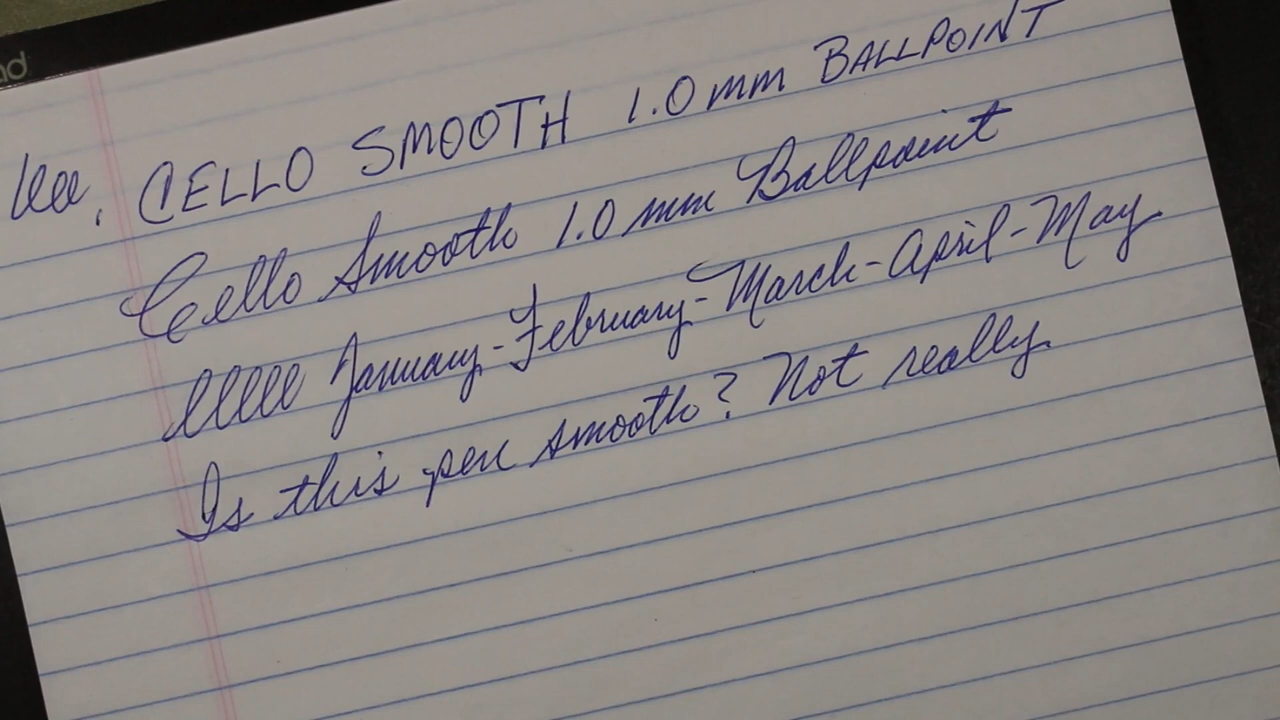 CELLO SMOOTH 1.0 mm BALLPOINT
Cello Smooth 1.0 mm Ballpoint
lllll January-February-March-April-May
Is this pen smooth? Not really.